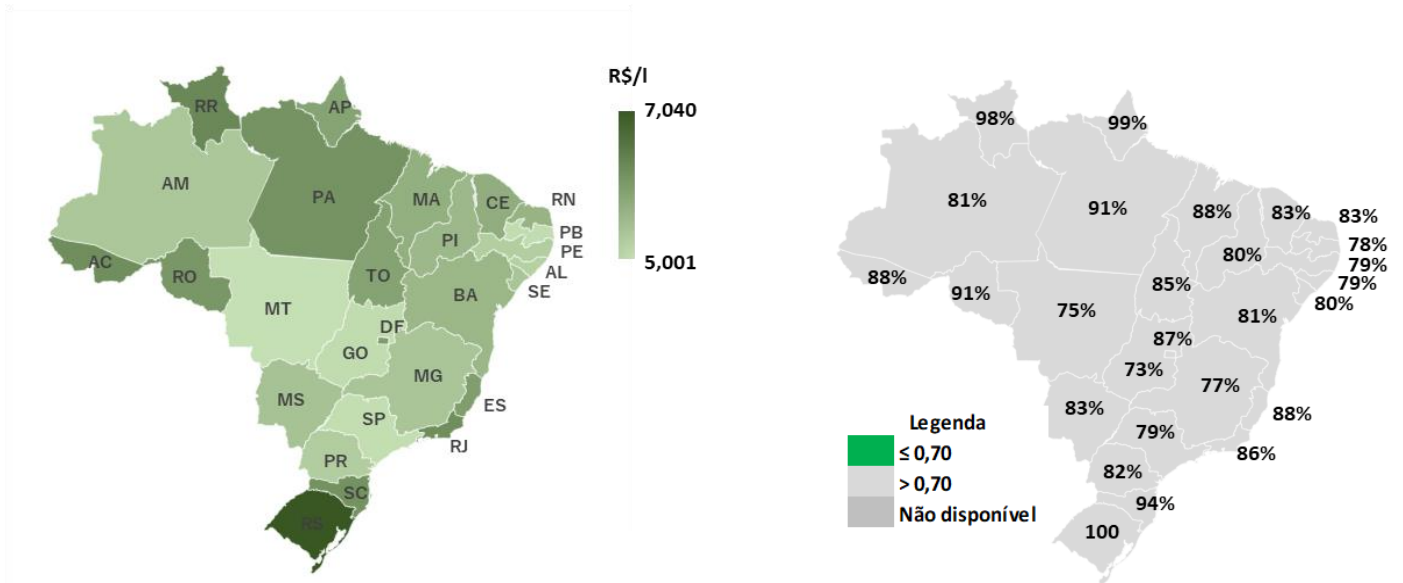 R$/l
7,040
5,001
RR
AP
AM
PA
MA
CE
RN
PB
PE
AL
SE
PI
AC
RO
TO
BA
MT
DF
GO
MG
MS
ES
SP
RJ
PR
SC
RS
98%
99%
81%
91%
88%
83%
83%
78%
79%
79%
80%
80%
88%
91%
85%
75%
81%
87%
73%
77%
83%
88%
79%
86%
82%
94%
100
Legenda
≤ 0,70
> 0,70
Não disponível